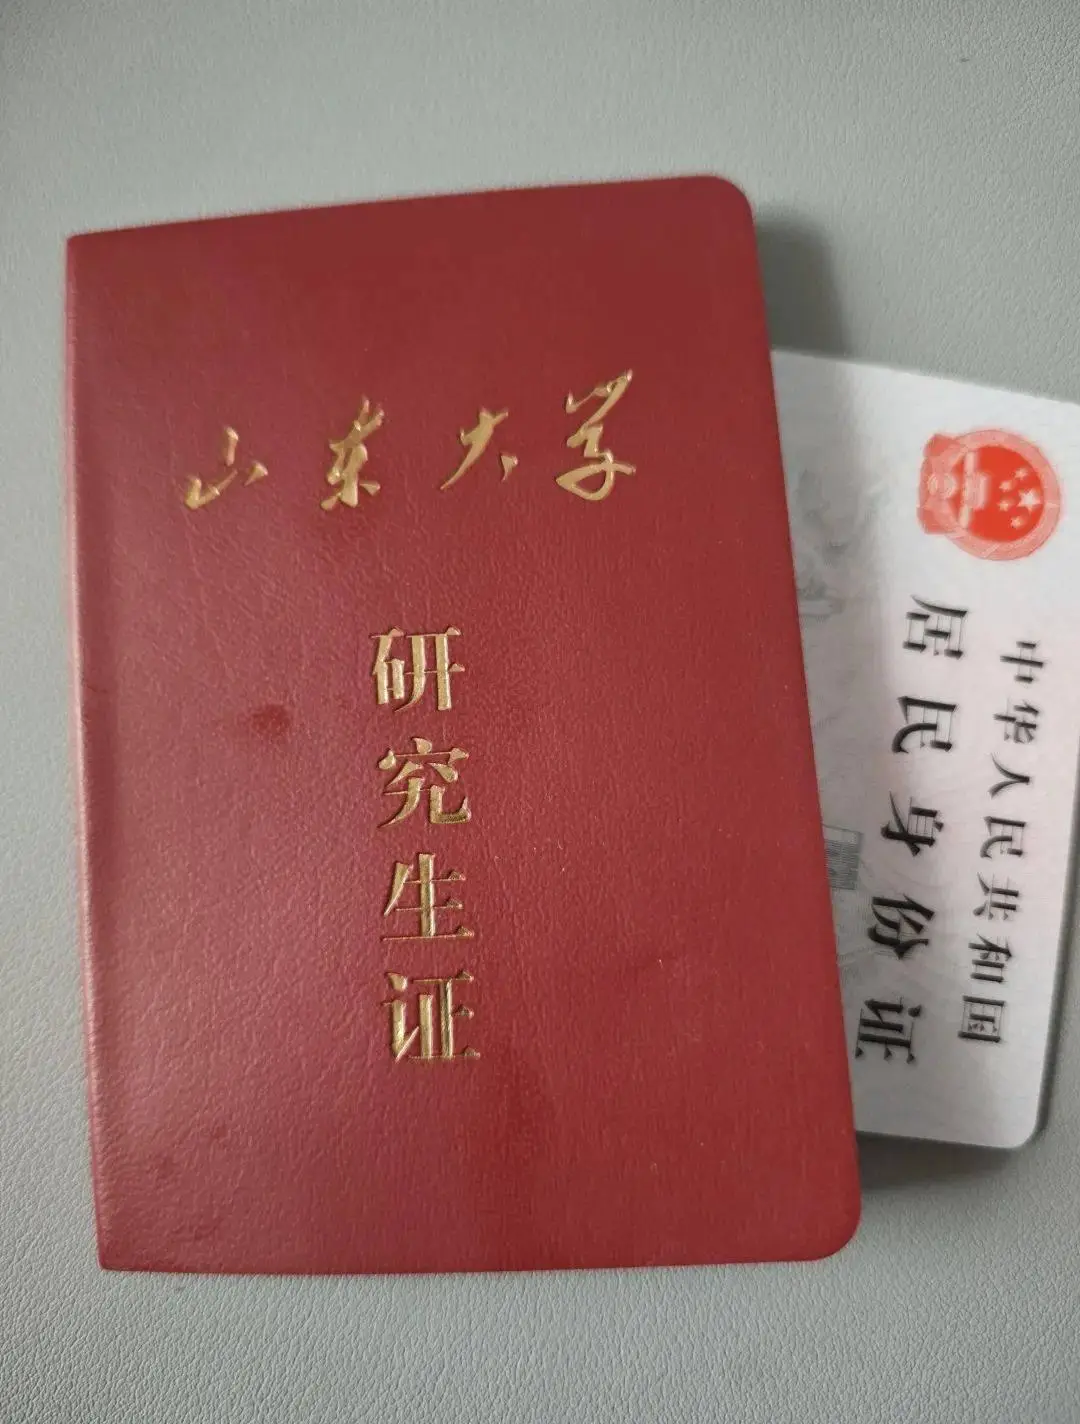 山东大学
研究生证
中华人民共和国
居民身份证